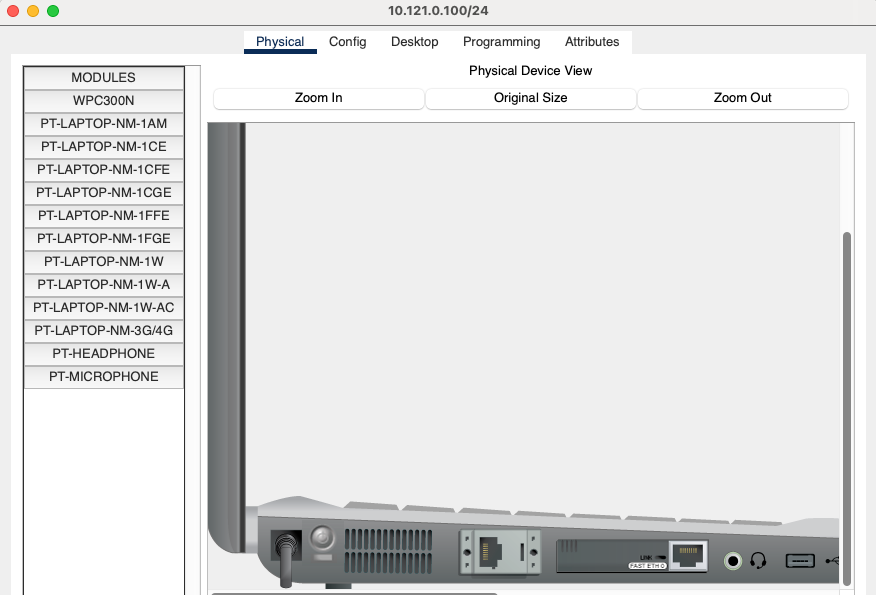 10.121.0.100/24
Physical Config Desktop Programming Attributes
MODULES
WPC300N
PT-LAPTOP-NM-1AM
PT-LAPTOP-NM-1CE
PT-LAPTOP-NM-1CFE
PT-LAPTOP-NM-1CGE
PT-LAPTOP-NM-1FFE
PT-LAPTOP-NM-1FGE
PT-LAPTOP-NM-1W
PT-LAPTOP-NM-1W-A
PT-LAPTOP-NM-1W-AC
PT-LAPTOP-NM-3G/4G
PT-HEADPHONE
PT-MICROPHONE
Physical Device View
Zoom In Original Size Zoom Out
LINK
FAST ETH 0